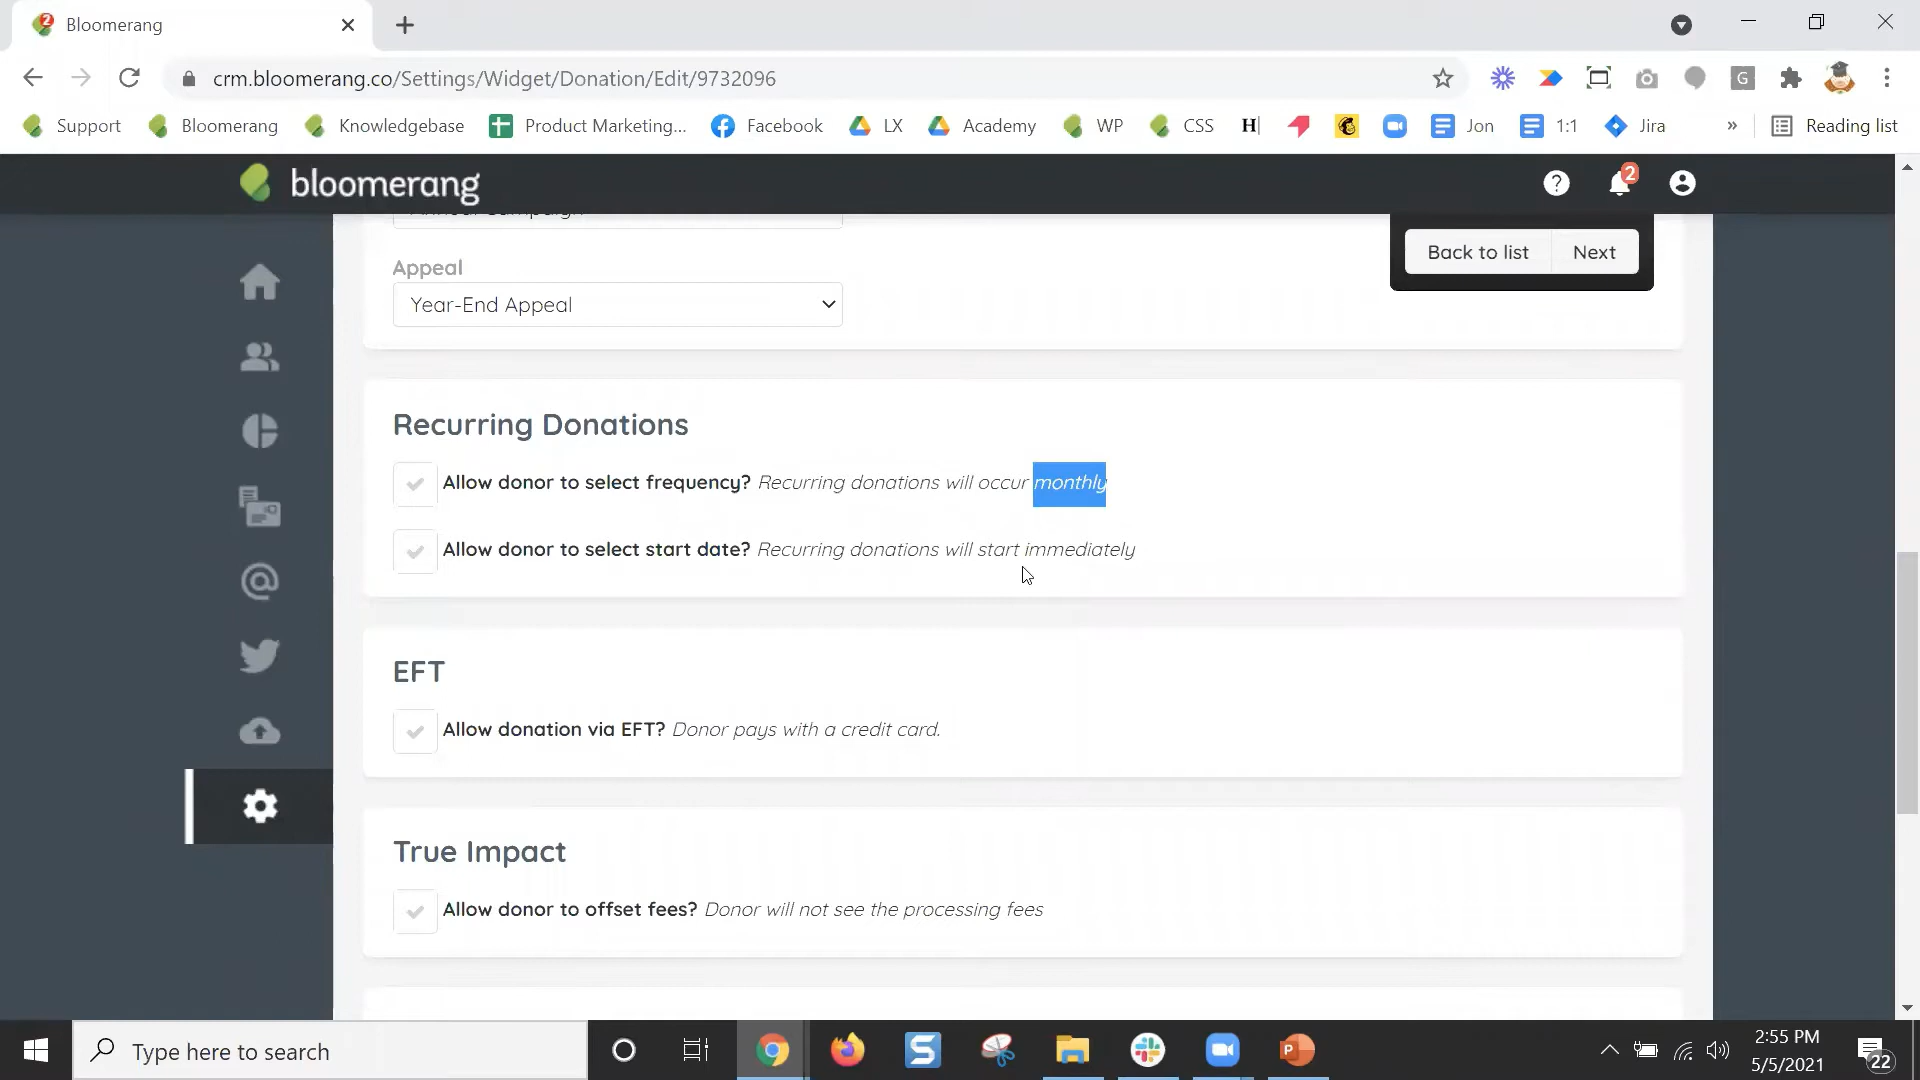 Bloomerang
crm.bloomerang.co/Settings/Widget/Donation/Edit/9732096
G
Support Bloomerang Knowledgebase Product Marketing... Facebook LX Academy WP CSS H Jon 1:1 Jira » Reading list
bloomerang
? 2
Back to list Next
Appeal
Year-End Appeal
Recurring Donations
Allow donor to select frequency? Recurring donations will occur monthly
Allow donor to select start date? Recurring donations will start immediately
EFT
Allow donation via EFT? Donor pays with a credit card.
True Impact
Allow donor to offset fees? Donor will not see the processing fees
Type here to search
2:55 PM
5/5/2021
22